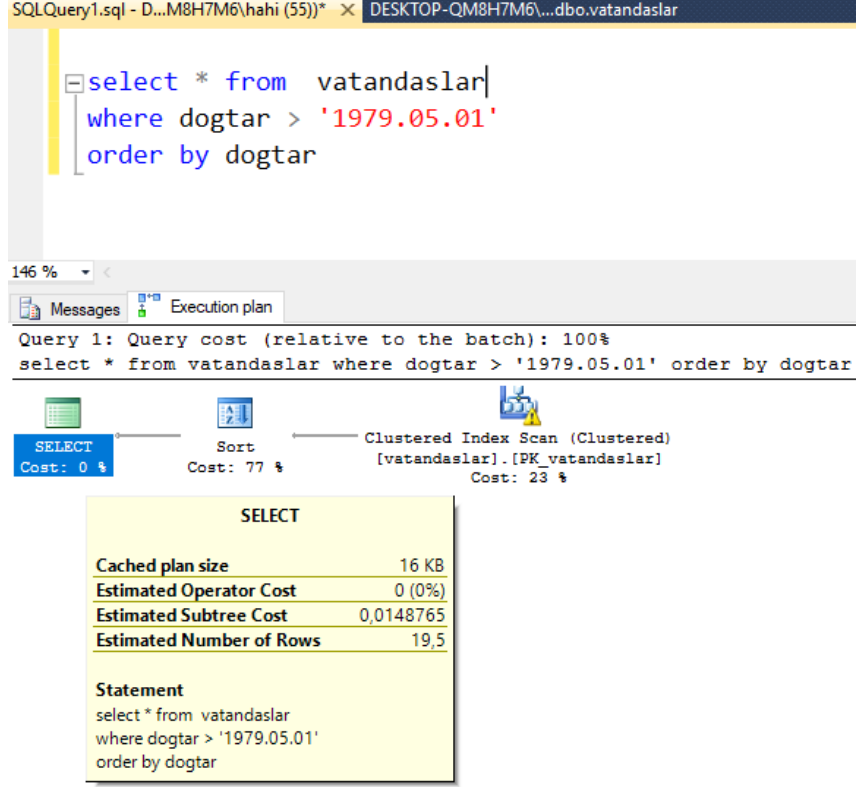 SQLQuery1.sql - D...M8H7M6\hahi (55))* DESKTOP-QM8H7M6\...dbo.vatandaslar
select * from  vatandaslar
where dogtar > '1979.05.01'
order by dogtar
146 %
Messages Execution plan
Query 1: Query cost (relative to the batch): 100%
select * from vatandaslar where dogtar > '1979.05.01' order by dogtar
SELECT
Cost: 0 %
Sort
Cost: 77 %
Clustered Index Scan (Clustered)
[vatandaslar].[PK_vatandaslar]
Cost: 23 %
SELECT
Cached plan size 16 KB
Estimated Operator Cost 0 (0%)
Estimated Subtree Cost 0,0148765
Estimated Number of Rows 19,5
Statement
select * from  vatandaslar
where dogtar > '1979.05.01'
order by dogtar